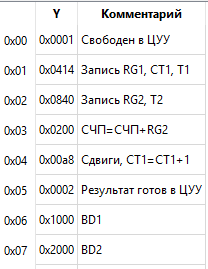 Y Комментарий
0x00 0x0001 Свободен в ЦУУ
0x01 0x0414 Запись RG1, CT1, T1
0x02 0x0840 Запись RG2, T2
0x03 0x0200 СЧП=СЧП+RG2
0x04 0x00a8 Сдвиги, CT1=CT1+1
0x05 0x0002 Результат готов в ЦУУ
0x06 0x1000 BD1
0x07 0x2000 BD2